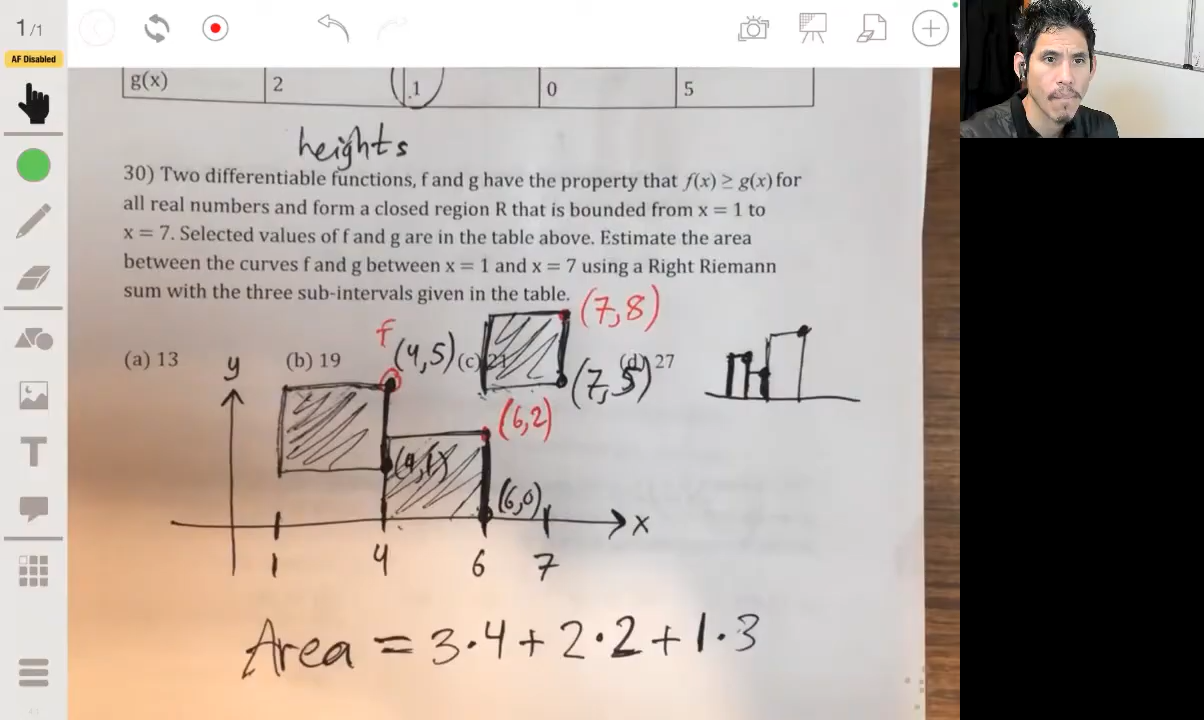 1/1
AF Disabled
g(x) 2 1 0 5
heights
30) Two differentiable functions, f and g have the property that f(x) ≥ g(x) for
all real numbers and form a closed region R that is bounded from x = 1 to
x = 7. Selected values of f and g are in the table above. Estimate the area
between the curves f and g between x = 1 and x = 7 using a Right Riemann
sum with the three sub-intervals given in the table.
(7,8)
f
(a) 13 (b) 19 (4,5) (c) 21 (d) 27
y
(7,5)
(6,2)
(4,1)
(6,0)
x
1 4 6 7
Area = 3·4+2·2+1·3
T